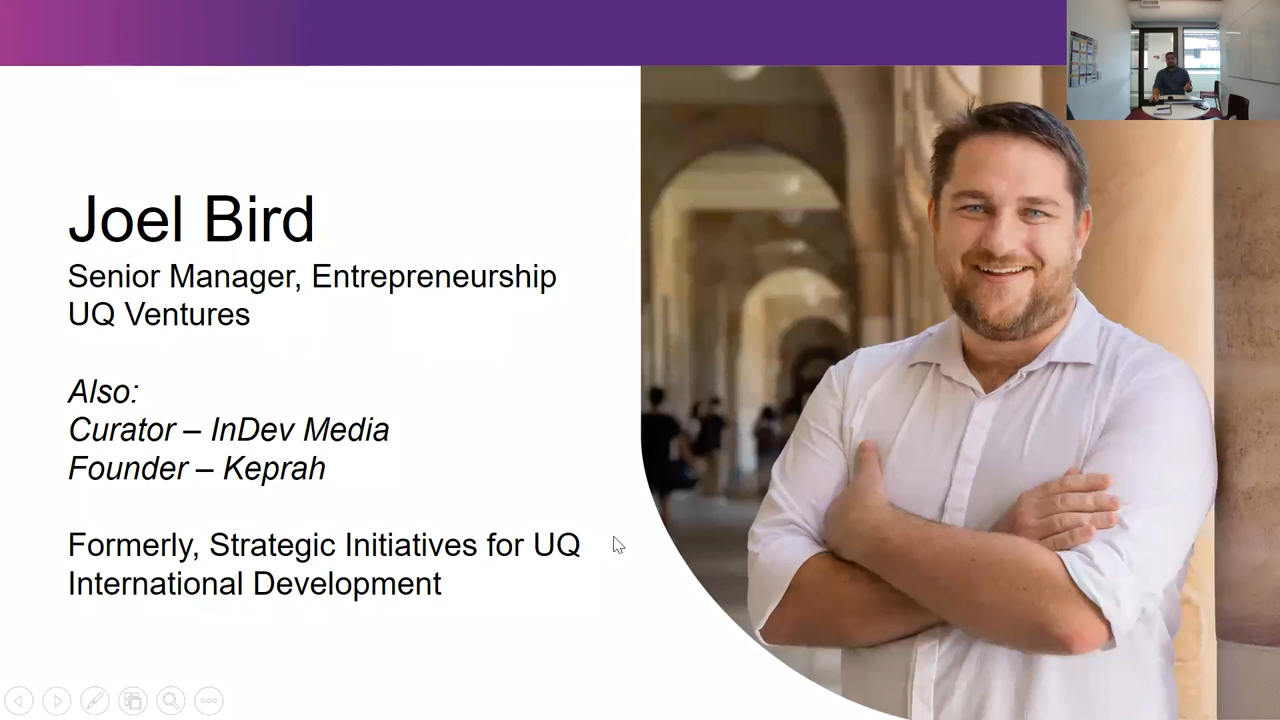 Joel Bird
Senior Manager, Entrepreneurship
UQ Ventures
Also:
Curator – InDev Media
Founder – Keprah
Formerly, Strategic Initiatives for UQ
International Development